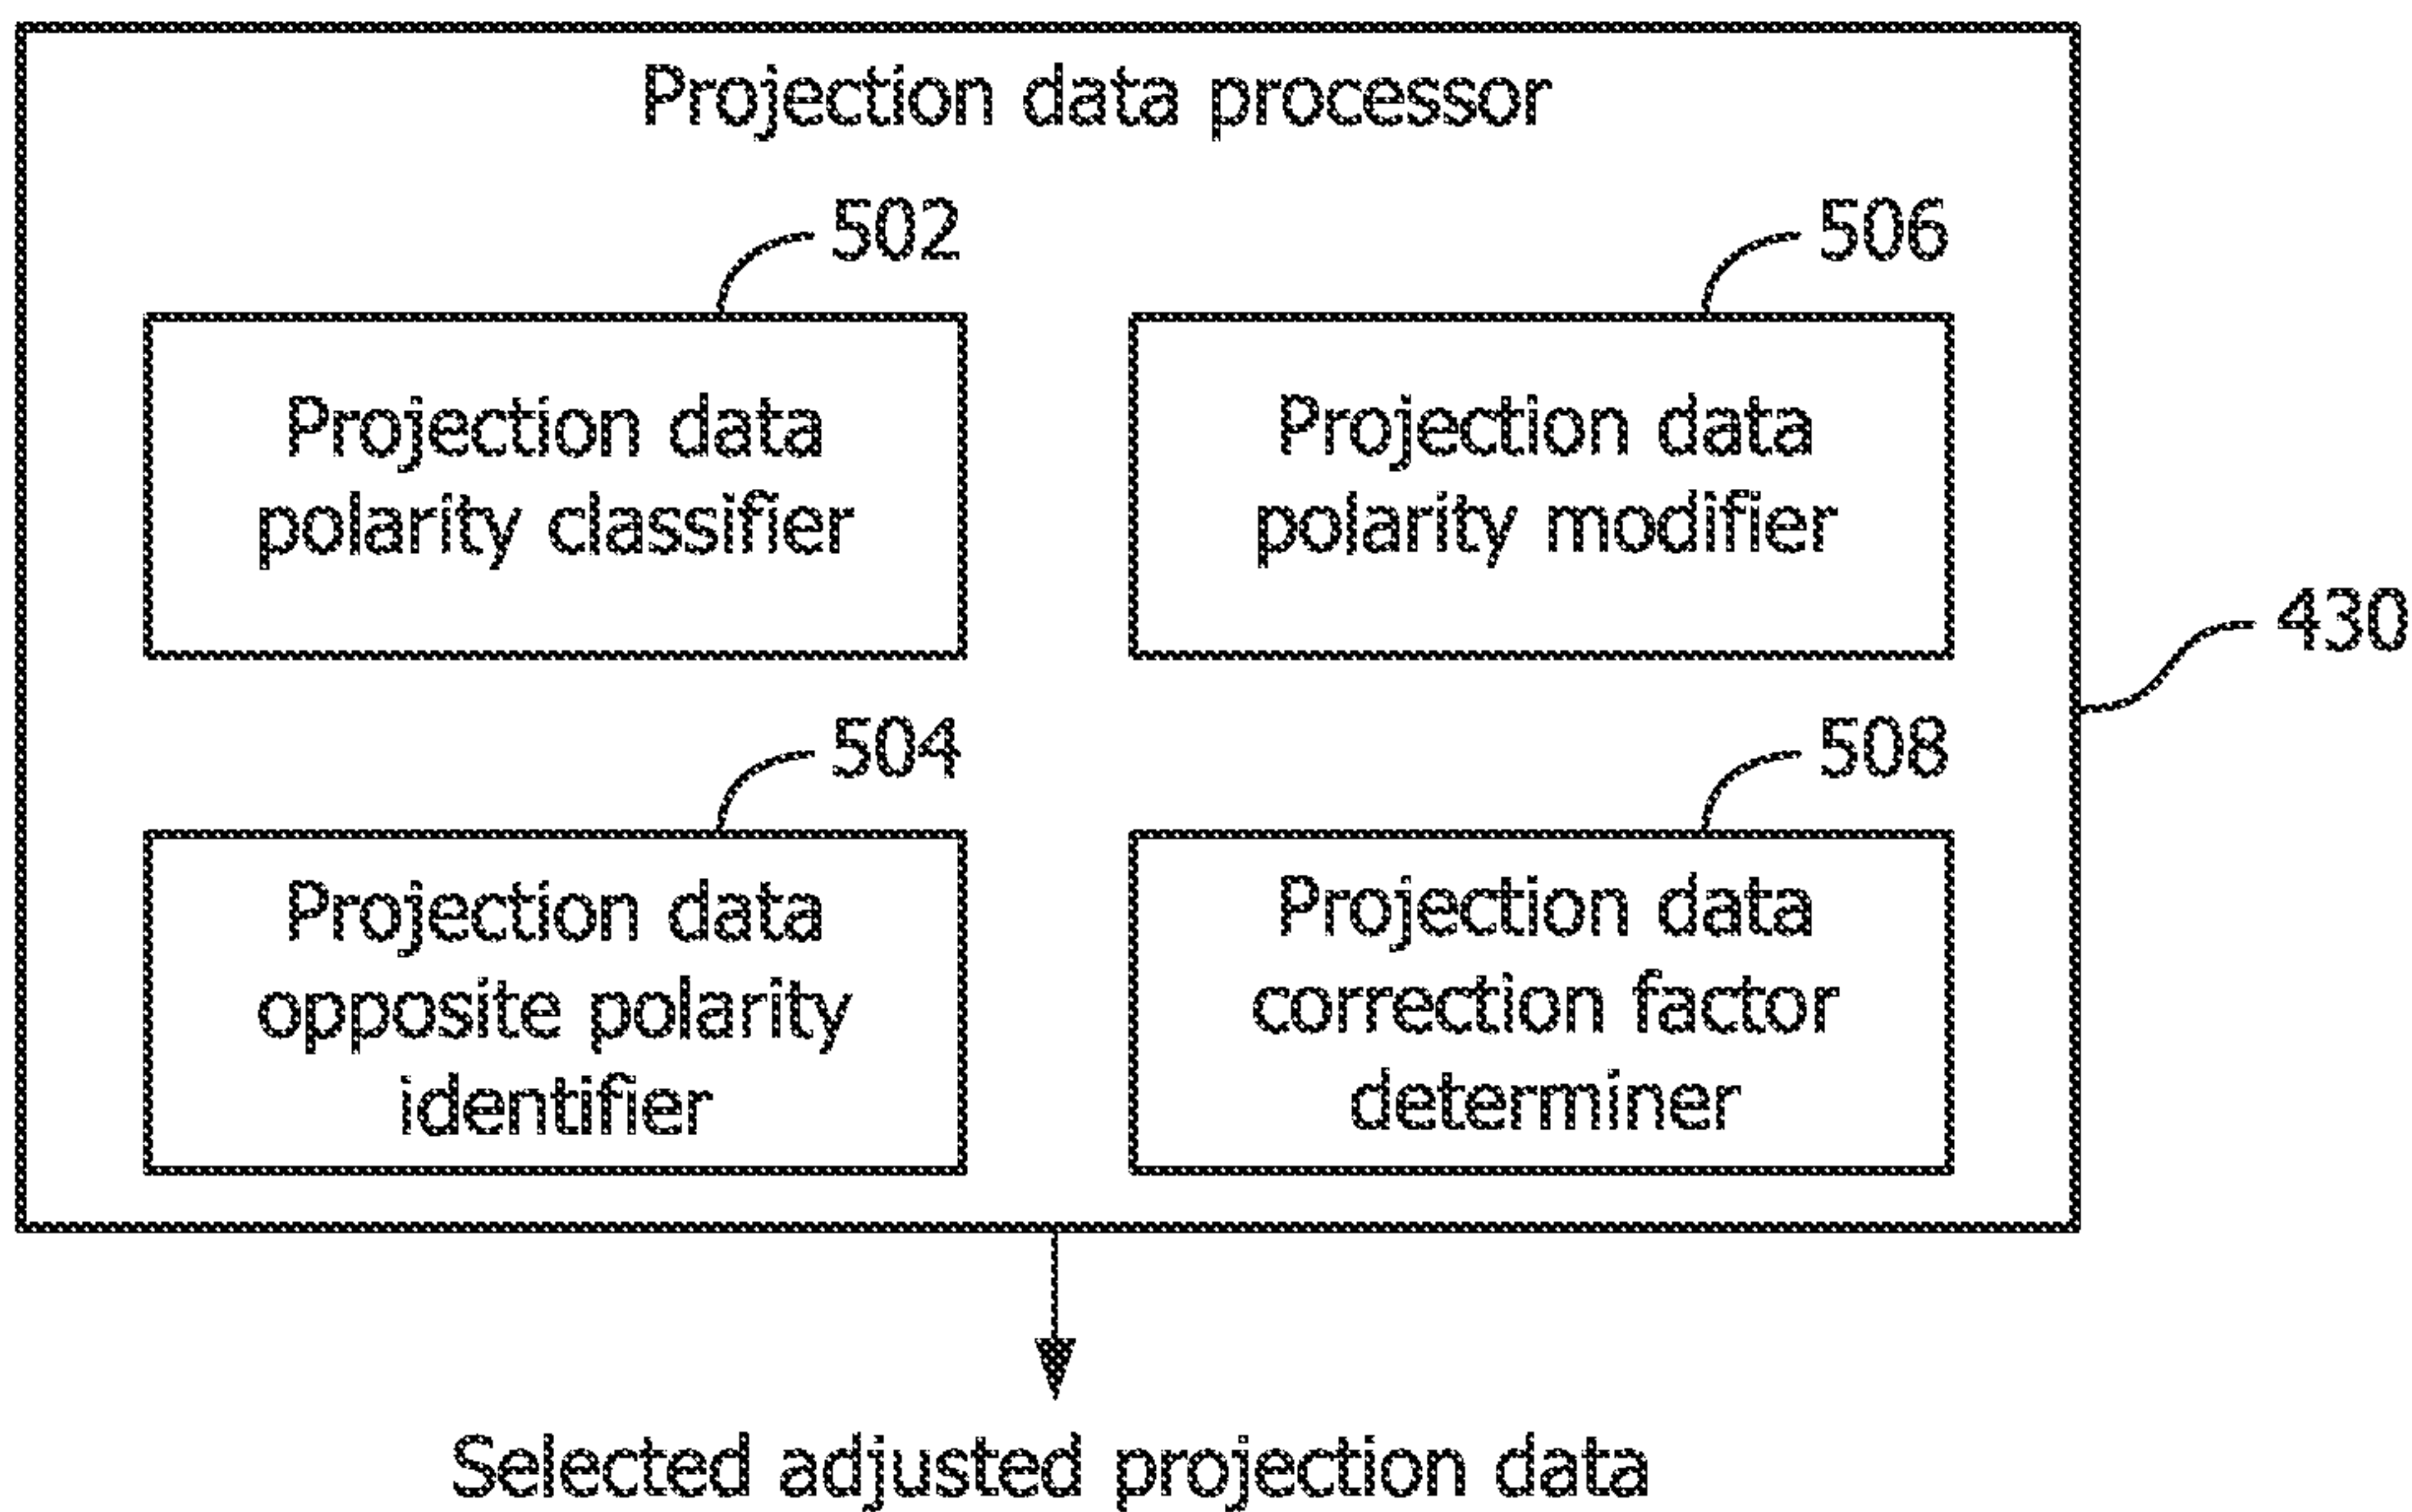 Projection data processor
502
Projection data
polarity classifier
506
Projection data
polarity modifier
430
504
Projection data
opposite polarity
identifier
508
Projection data
correction factor
determiner
Selected adjusted projection data